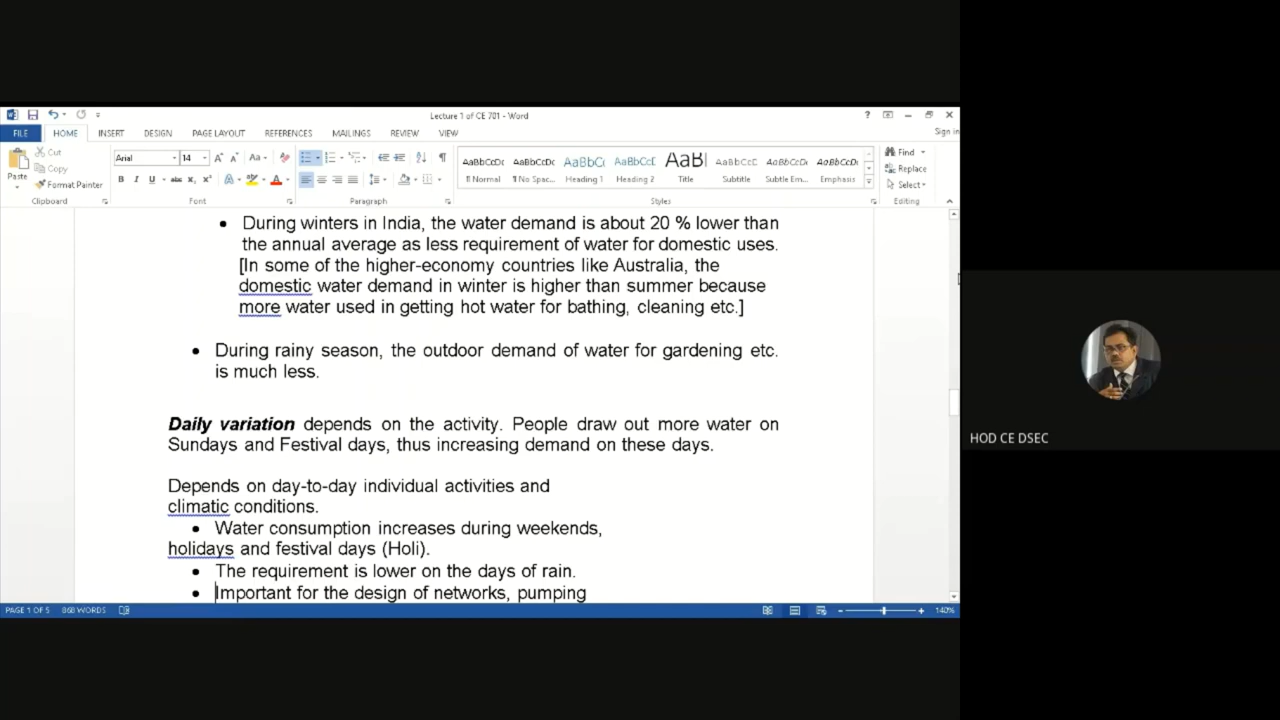 Lecture 1 of CE 701 - Word
Sign in
FILE HOME INSERT DESIGN PAGE LAYOUT REFERENCES MAILINGS REVIEW VIEW
Cut
Copy
Format Painter
Paste
Arial 14
AaBbCcDc AaBbCcDc AaBbCc AaBbCcD AaBl AaBbCcC AaBbCcDc AaBbCcDc
¶ Normal ¶ No Spac... Heading 1 Heading 2 Title Subtitle Subtle Em... Emphasis
Find
Replace
Select
Clipboard Font Paragraph Styles Editing
• During winters in India, the water demand is about 20 % lower than
the annual average as less requirement of water for domestic uses.
[In some of the higher-economy countries like Australia, the
domestic water demand in winter is higher than summer because
more water used in getting hot water for bathing, cleaning etc.]
• During rainy season, the outdoor demand of water for gardening etc.
is much less.
Daily variation depends on the activity. People draw out more water on
Sundays and Festival days, thus increasing demand on these days.
Depends on day-to-day individual activities and
climatic conditions.
• Water consumption increases during weekends,
holidays and festival days (Holi).
• The requirement is lower on the days of rain.
• Important for the design of networks, pumping
PAGE 1 OF 5 868 WORDS
140%
HOD CE DSEC